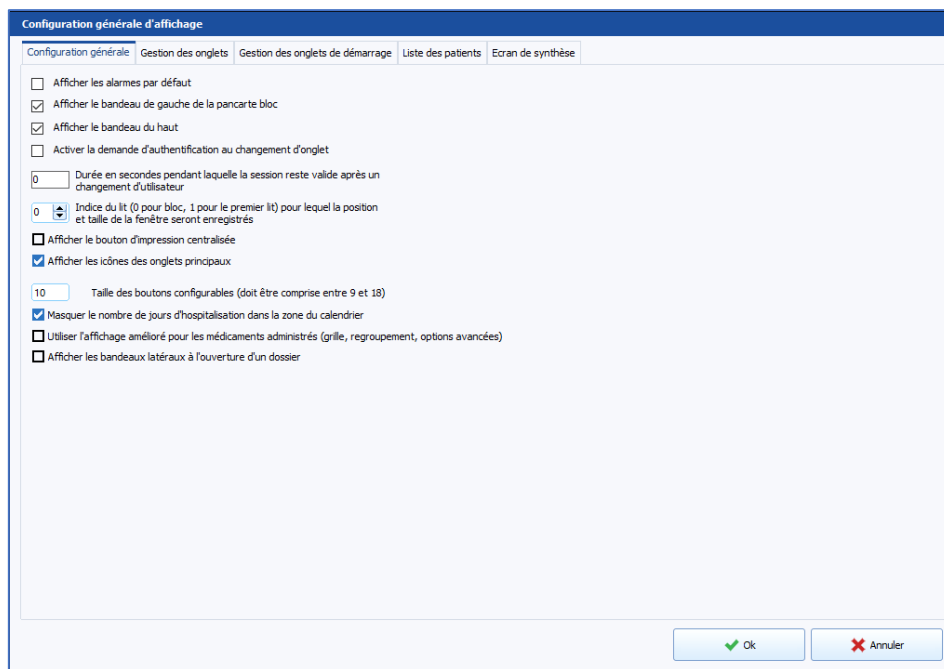 Configuration générale d'affichage
Configuration générale Gestion des onglets Gestion des onglets de démarrage Liste des patients Ecran de synthèse
Afficher les alarmes par défaut
Afficher le bandeau de gauche de la pancarte bloc
Afficher le bandeau du haut
Activer la demande d'authentification au changement d'onglet
0 Durée en secondes pendant laquelle la session reste valide après un
changement d'utilisateur
0 Indice du lit (0 pour bloc, 1 pour le premier lit) pour lequel la position
et taille de la fenêtre seront enregistrés
Afficher le bouton d'impression centralisée
Afficher les icônes des onglets principaux
10 Taille des boutons configurables (doit être comprise entre 9 et 18)
Masquer le nombre de jours d'hospitalisation dans la zone du calendrier
Utiliser l'affichage amélioré pour les médicaments administrés (grille, regroupement, options avancées)
Afficher les bandeaux latéraux à l'ouverture d'un dossier
Ok Annuler